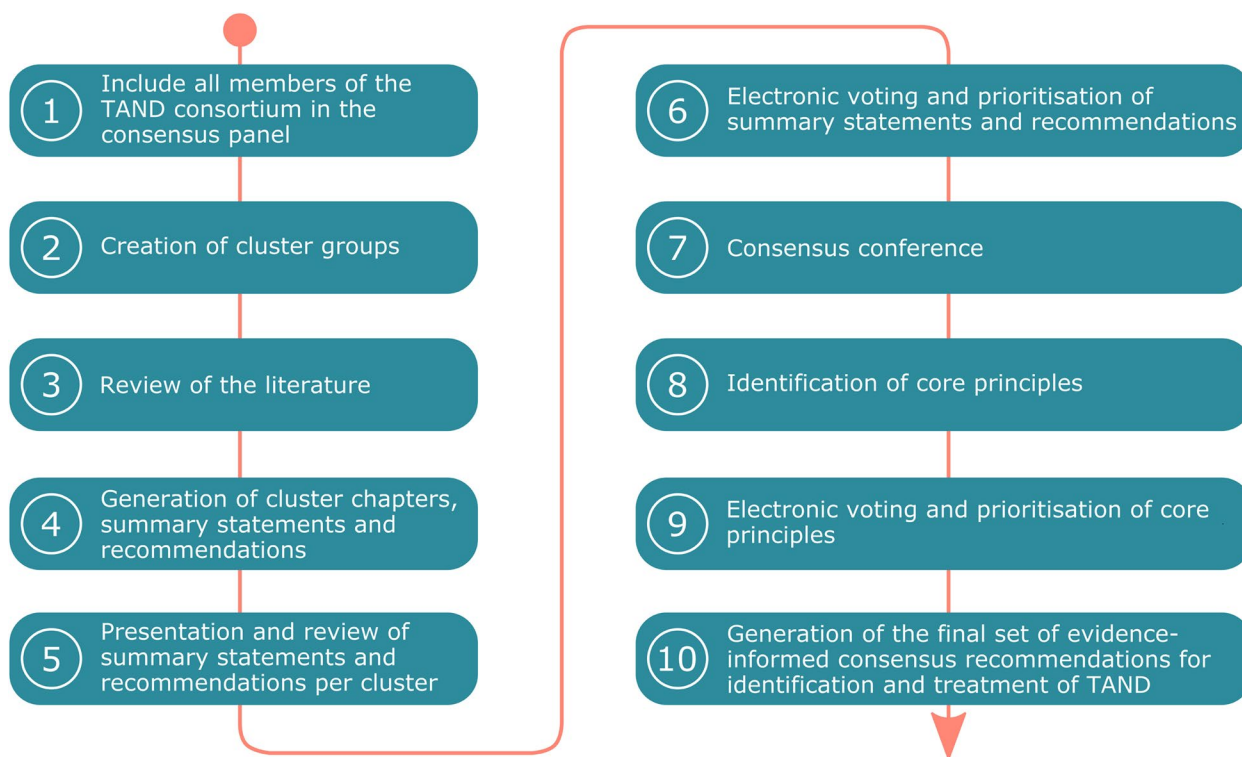 1
Include all members of the
TAND consortium in the
consensus panel
2
Creation of cluster groups
3
Review of the literature
4
Generation of cluster chapters,
summary statements and
recommendations
5
Presentation and review of
summary statements and
recommendations per cluster
6
Electronic voting and prioritisation of
summary statements and recommendations
7
Consensus conference
8
Identification of core principles
9
Electronic voting and prioritisation of core
principles
10
Generation of the final set of evidence-
informed consensus recommendations for
identification and treatment of TAND